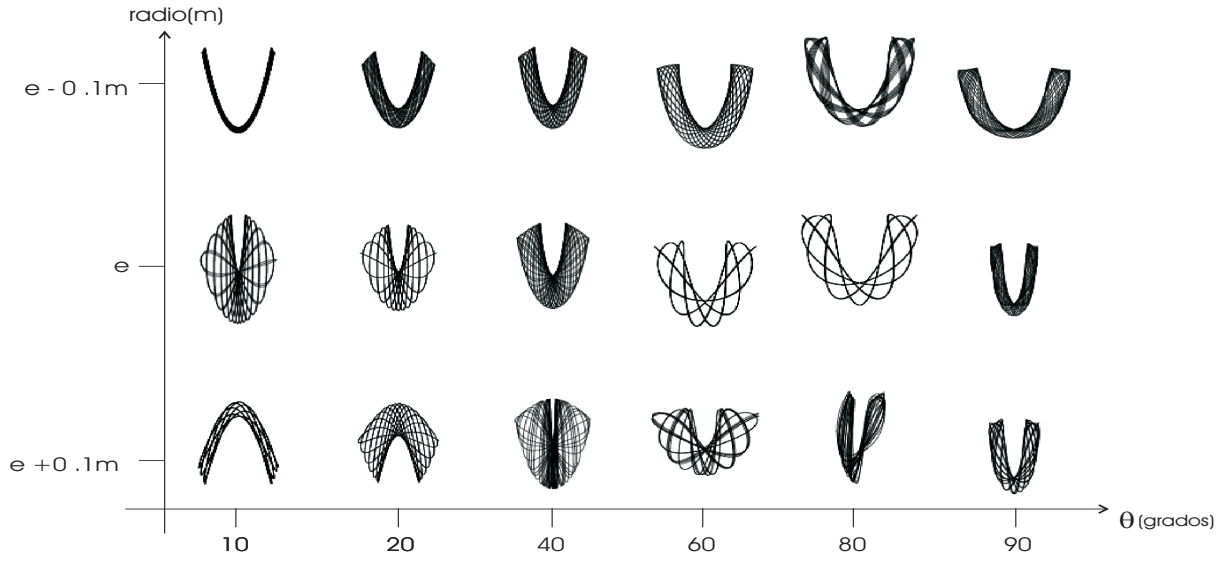 radio(m)
e - 0 .1m
e
e +0 .1m
10 20 40 60 80 90
θ (grados)